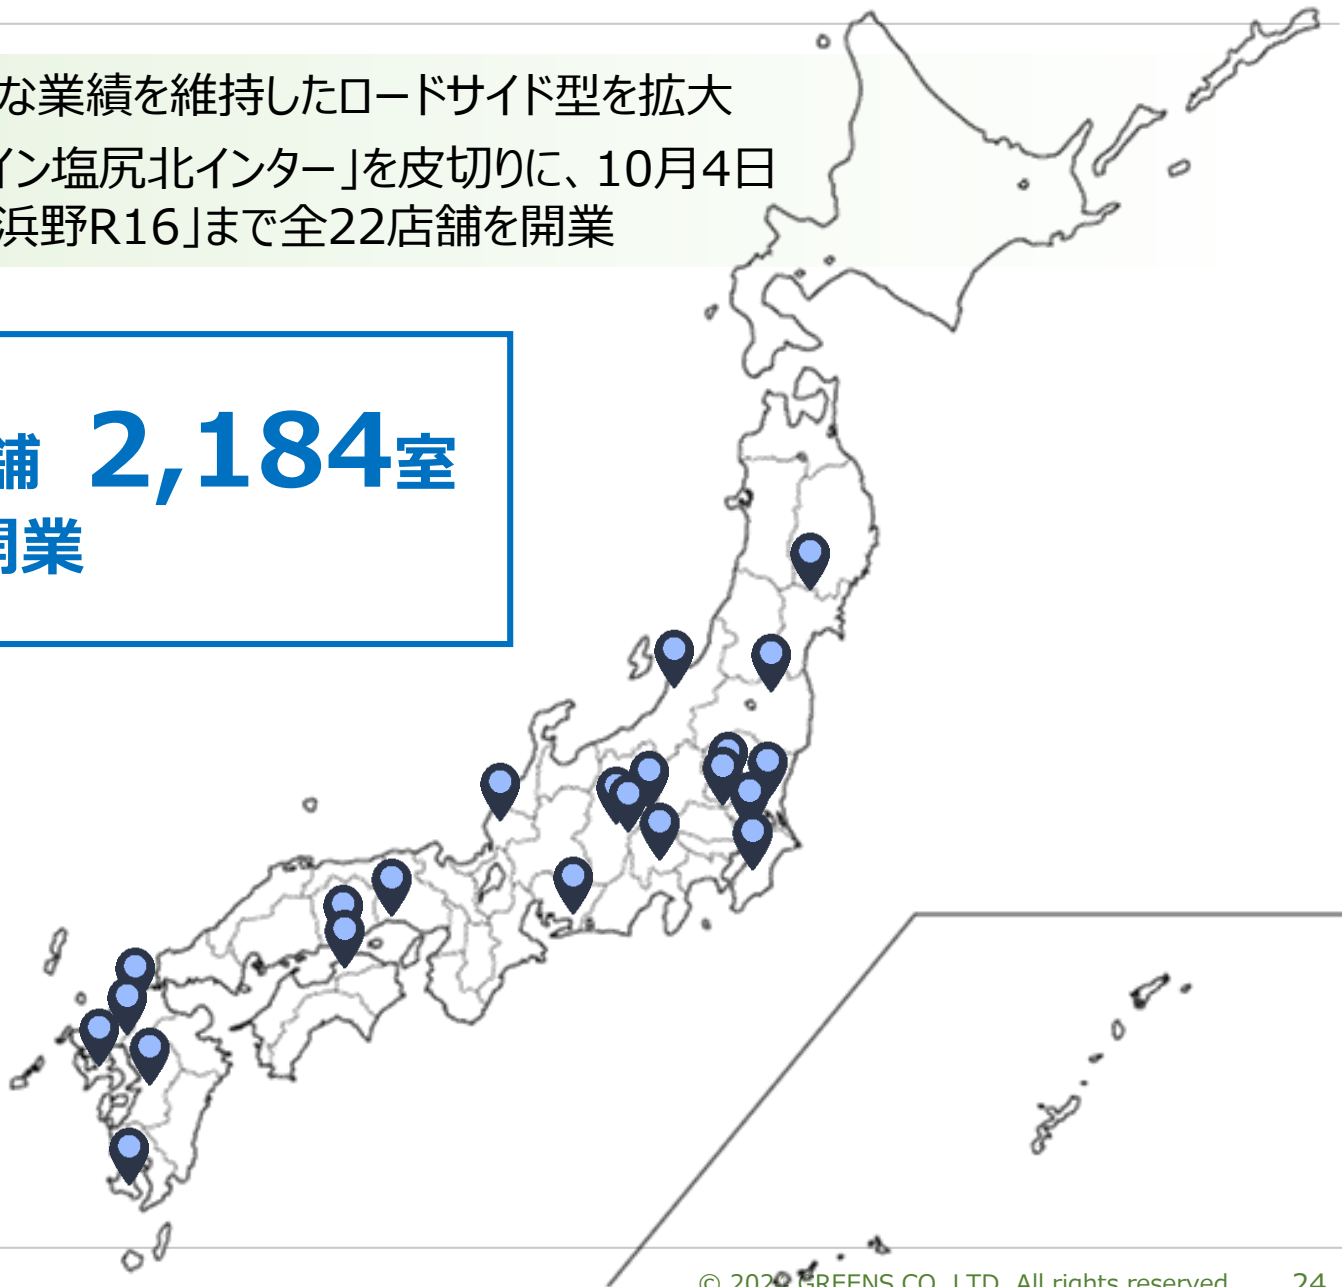 な業績を維持したロードサイド型を拡大
イン塩尻北インター」を皮切りに、10月4日
浜野R16」まで全22店舗を開業
舗 2,184室
開業
© GREENS CO.,LTD. All rights reserved. 24